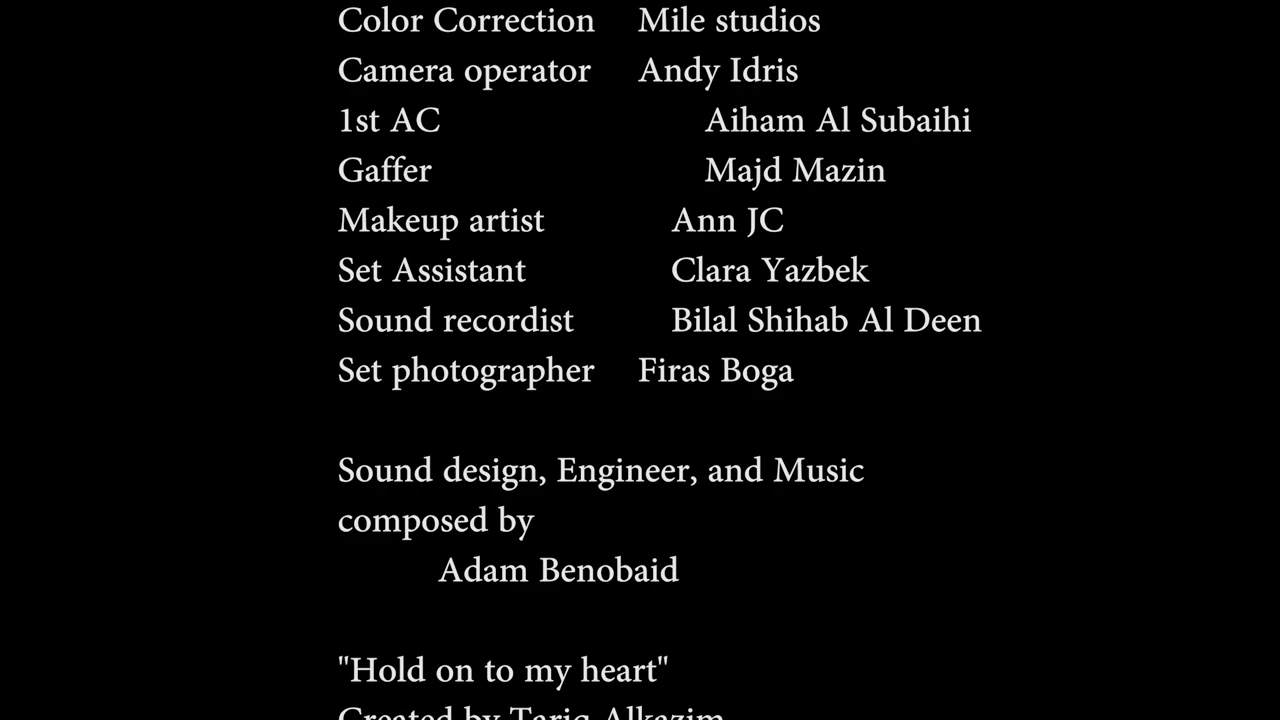 Color Correction Mile studios
Camera operator Andy Idris
1st AC Aiham Al Subaihi
Gaffer Majd Mazin
Makeup artist Ann JC
Set Assistant Clara Yazbek
Sound recordist Bilal Shihab Al Deen
Set photographer Firas Boga
Sound design, Engineer, and Music
composed by
Adam Benobaid
"Hold on to my heart"
Created by Tariq Alkazim